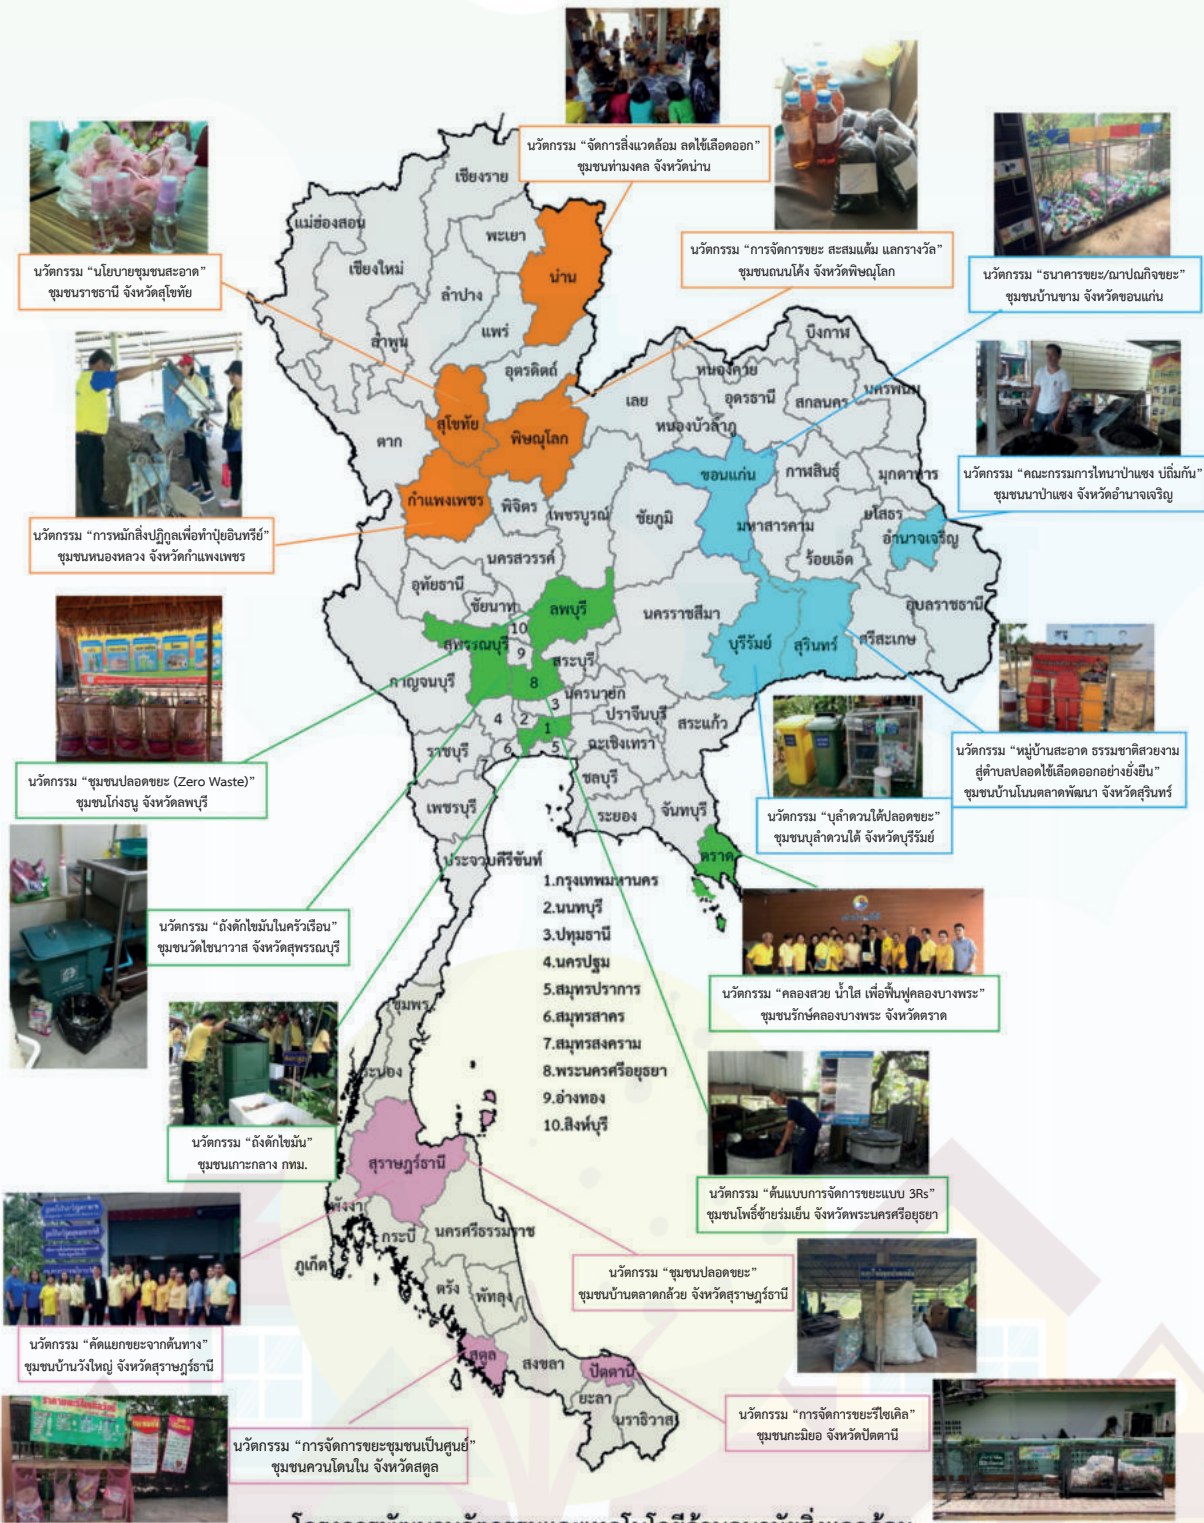 นวัตกรรม “จัดการสิ่งแวดล้อม ลดไข้เลือดออก”
ชุมชนท่ามงคล จังหวัดน่าน
นวัตกรรม “นโยบายชุมชนสะอาด”
ชุมชนราชธานี จังหวัดสุโขทัย
นวัตกรรม “การจัดการขยะ สะสมแต้ม แลกรางวัล”
ชุมชนถนนโค้ง จังหวัดพิษณุโลก
นวัตกรรม “ธนาคารขยะ/ฌาปณกิจขยะ”
ชุมชนบ้านขาม จังหวัดขอนแก่น
นวัตกรรม “การหมักสิ่งปฏิกูลเพื่อทำปุ๋ยอินทรีย์”
ชุมชนหนองหลวง จังหวัดกำแพงเพชร
นวัตกรรม “คณะกรรมการไทนาป่าแซง บ่ถิ่มกัน”
ชุมชนนาป่าแซง จังหวัดอำนาจเจริญ
นวัตกรรม “ชุมชนปลอดขยะ (Zero Waste)”
ชุมชนโก่งธนู จังหวัดลพบุรี
นวัตกรรม “หมู่บ้านสะอาด ธรรมชาติสวยงาม
สู่ตำบลปลอดไข้เลือดออกอย่างยั่งยืน”
ชุมชนบ้านโนนตลาดพัฒนา จังหวัดสุรินทร์
นวัตกรรม “บุลำดวนใต้ปลอดขยะ”
ชุมชนบุลำดวนใต้ จังหวัดบุรีรัมย์
นวัตกรรม “ถังดักไขมันในครัวเรือน”
ชุมชนวัดไชนาวาส จังหวัดสุพรรณบุรี
นวัตกรรม “คลองสวย น้ำใส เพื่อฟื้นฟูคลองบางพระ”
ชุมชนรักษ์คลองบางพระ จังหวัดตราด
นวัตกรรม “ถังดักไขมัน”
ชุมชนเกาะกลาง กทม.
นวัตกรรม “ต้นแบบการจัดการขยะแบบ 3Rs”
ชุมชนโพธิ์ซ้ายร่มเย็น จังหวัดพระนครศรีอยุธยา
นวัตกรรม “ชุมชนปลอดขยะ”
ชุมชนบ้านตลาดกล้วย จังหวัดสุราษฎร์ธานี
นวัตกรรม “คัดแยกขยะจากต้นทาง”
ชุมชนบ้านวังใหญ่ จังหวัดสุราษฎร์ธานี
นวัตกรรม “การจัดการขยะรีไซเคิล”
ชุมชนกะมิยอ จังหวัดปัตตานี
นวัตกรรม “การจัดการขยะชุมชนเป็นศูนย์”
ชุมชนควนโดนใน จังหวัดสตูล
เชียงราย
แม่ฮ่องสอน
พะเยา
เชียงใหม่
น่าน
ลำปาง
แพร่
ลำพูน
อุตรดิตถ์
บึงกาฬ
หนองคาย
เลย
อุดรธานี
สกลนคร
นครพนม
สุโขทัย
หนองบัวลำภู
ตาก
พิษณุโลก
ขอนแก่น
กาฬสินธุ์
มุกดาหาร
กำแพงเพชร
พิจิตร
เพชรบูรณ์
ชัยภูมิ
มหาสารคาม
ยโสธร
อำนาจเจริญ
ร้อยเอ็ด
นครสวรรค์
อุทัยธานี
ชัยนาท
ลพบุรี
นครราชสีมา
อุบลราชธานี
10
สุพรรณบุรี
9
สระบุรี
บุรีรัมย์
สุรินทร์
ศรีสะเกษ
กาญจนบุรี
8
นครนายก
3
4
2
1
ปราจีนบุรี
สระแก้ว
ราชบุรี
6
5
ฉะเชิงเทรา
7
ชลบุรี
เพชรบุรี
ระยอง
จันทบุรี
ตราด
ประจวบคีรีขันท์
1.กรุงเทพมหานคร
2.นนทบุรี
3.ปทุมธานี
4.นครปฐม
5.สมุทรปราการ
6.สมุทรสาคร
7.สมุทรสงคราม
8.พระนครศรีอยุธยา
9.อ่างทอง
10.สิงห์บุรี
ชุมพร
ระนอง
สุราษฎร์ธานี
พังงา
กระบี่
นครศรีธรรมราช
ภูเก็ต
ตรัง
พัทลุง
สตูล
สงขลา
ปัตตานี
ยะลา
นราธิวาส